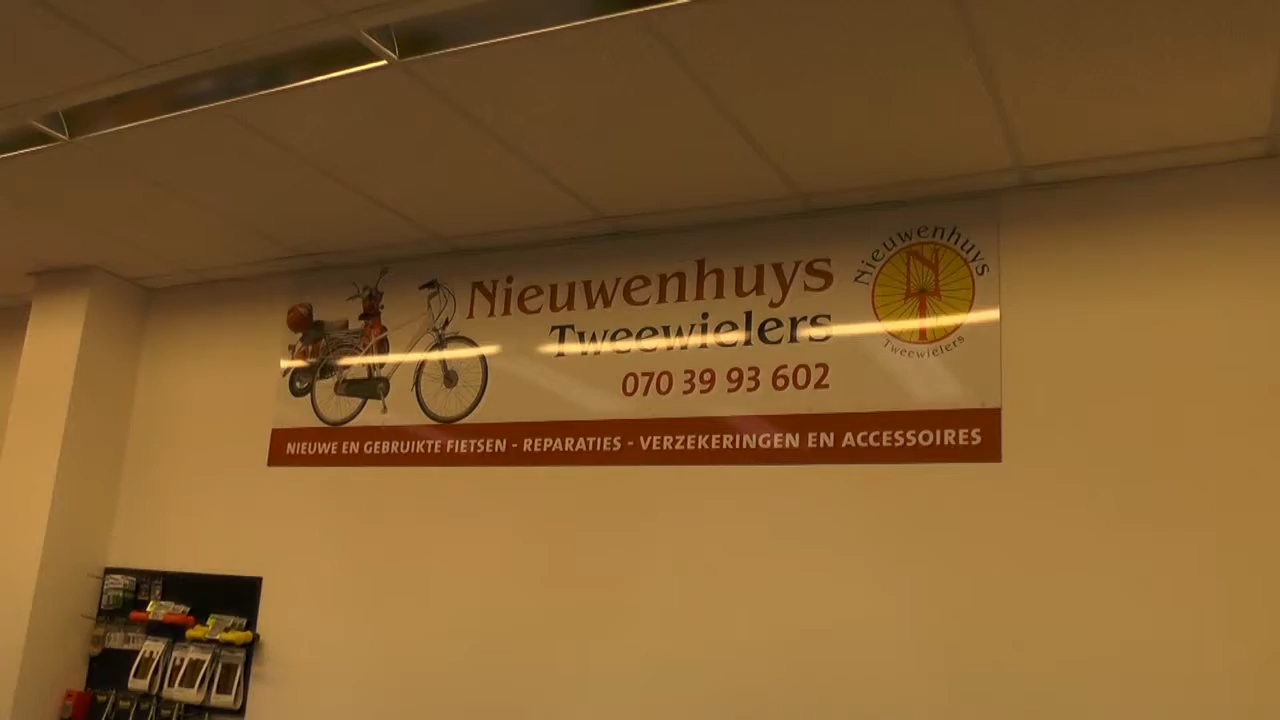 Nieuwenhuys
Tweewielers
070 39 93 602
Nieuwenhuys
N
T
Tweewielers
NIEUWE EN GEBRUIKTE FIETSEN - REPARATIES - VERZEKERINGEN EN ACCESSOIRES